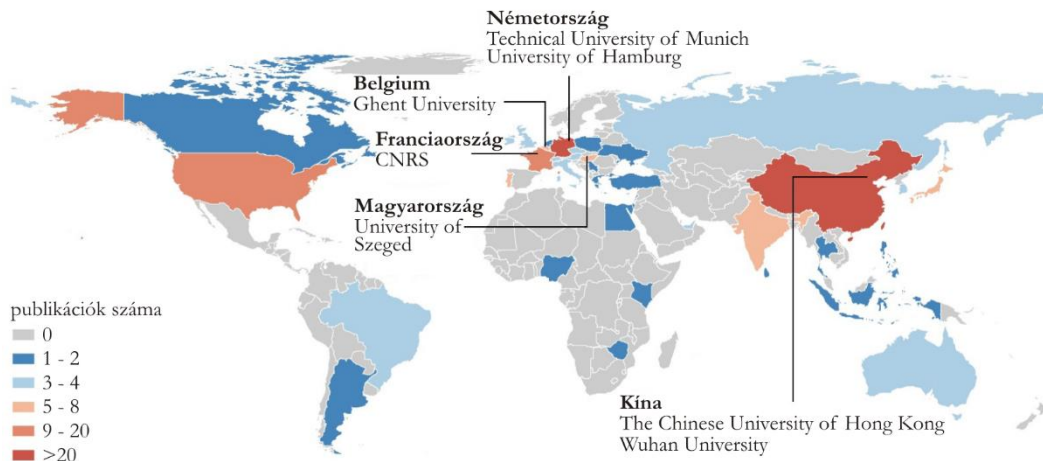 Németország
Technical University of Munich
University of Hamburg
Belgium
Ghent University
Franciaország
CNRS
Magyarország
University of
Szeged
publikációk száma
0
1 - 2
3 - 4
5 - 8
9 - 20
>20
Kína
The Chinese University of Hong Kong
Wuhan University